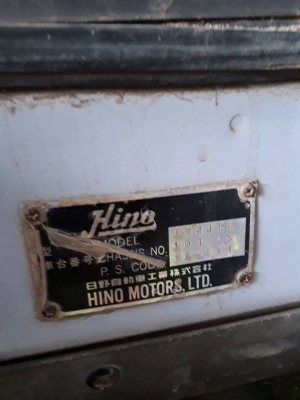 Hino
型 MODEL
車台番号 CHASSIS NO.
P. S. CODE
日野自動車工業株式会社
HINO MOTORS, LTD.